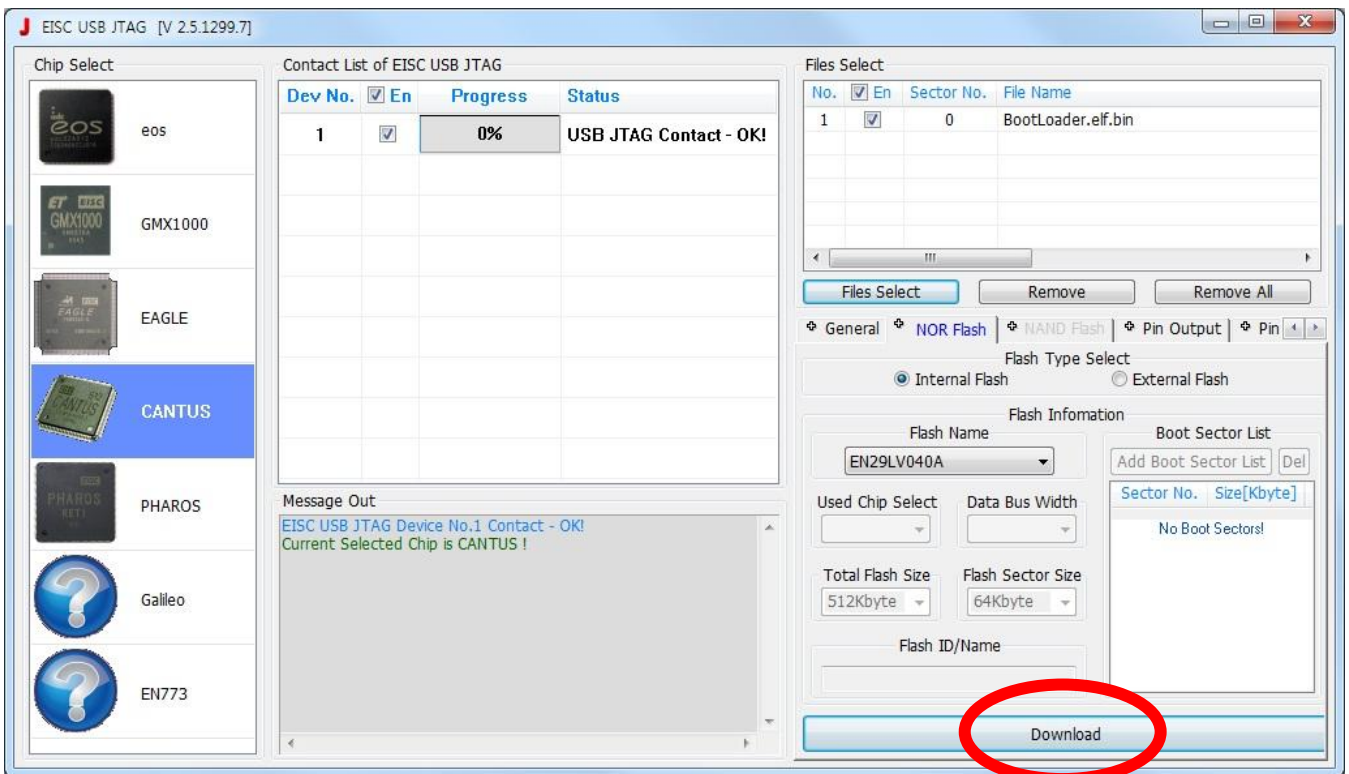 EISC USB JTAG [V 2.5.1299.7]
Chip Select
eos
eos
GMX1000
GMX1000
EAGLE
EAGLE
CANTUS
CANTUS
PHAROS
PHAROS
Galileo
EN773
Contact List of EISC USB JTAG
Dev No. En Progress Status
1 0% USB JTAG Contact - OK!
Message Out
EISC USB JTAG Device No.1 Contact - OK!
Current Selected Chip is CANTUS !
Files Select
No. En Sector No. File Name
1 0 BootLoader.elf.bin
Files Select Remove Remove All
General NOR Flash NAND Flash Pin Output Pin
Flash Type Select
Internal Flash External Flash
Flash Infomation
Flash Name Boot Sector List
EN29LV040A Add Boot Sector List Del
Sector No. Size[Kbyte]
Used Chip Select Data Bus Width
No Boot Sectors!
Total Flash Size Flash Sector Size
512Kbyte 64Kbyte
Flash ID/Name
Download